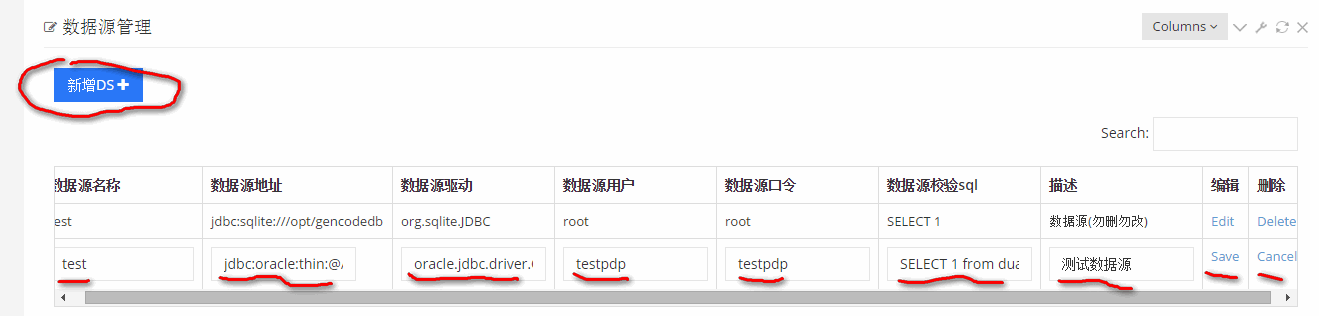 数据源管理
Columns
新增DS
Search:
数据源名称 数据源地址 数据源驱动 数据源用户 数据源口令 数据源校验sql 描述 编辑 删除
est jdbc:sqlite:///opt/gencodedb org.sqlite.JDBC root root SELECT 1 数据源(勿删勿改) Edit Delete
test jdbc:oracle:thin:@ oracle.jdbc.driver. testpdp testpdp SELECT 1 from dua 测试数据源 Save Cancel